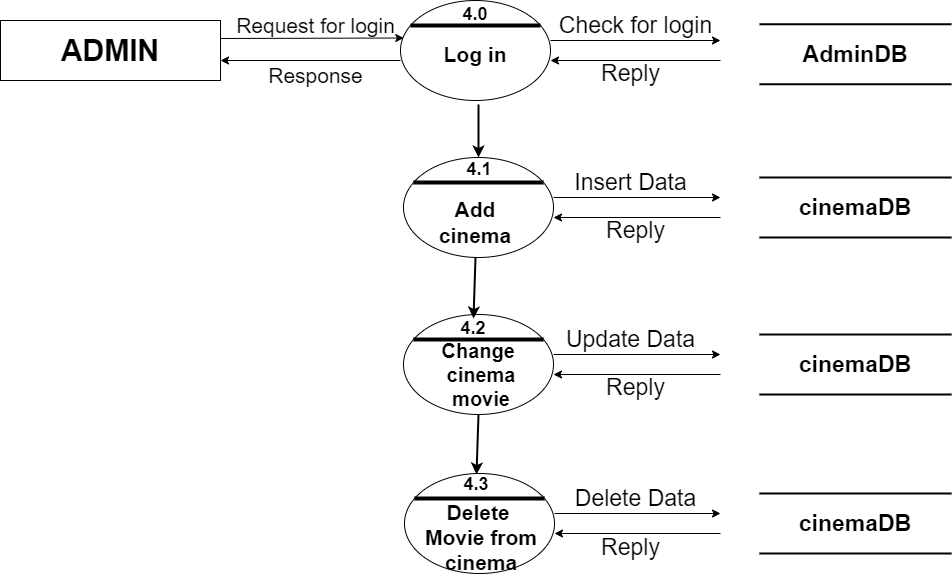 ADMIN
Request for login
Response
4.0
Log in
Check for login
Reply
AdminDB
4.1
Add
cinema
Insert Data
Reply
cinemaDB
4.2
Change
cinema
movie
Update Data
Reply
cinemaDB
4.3
Delete
Movie from
cinema
Delete Data
Reply
cinemaDB